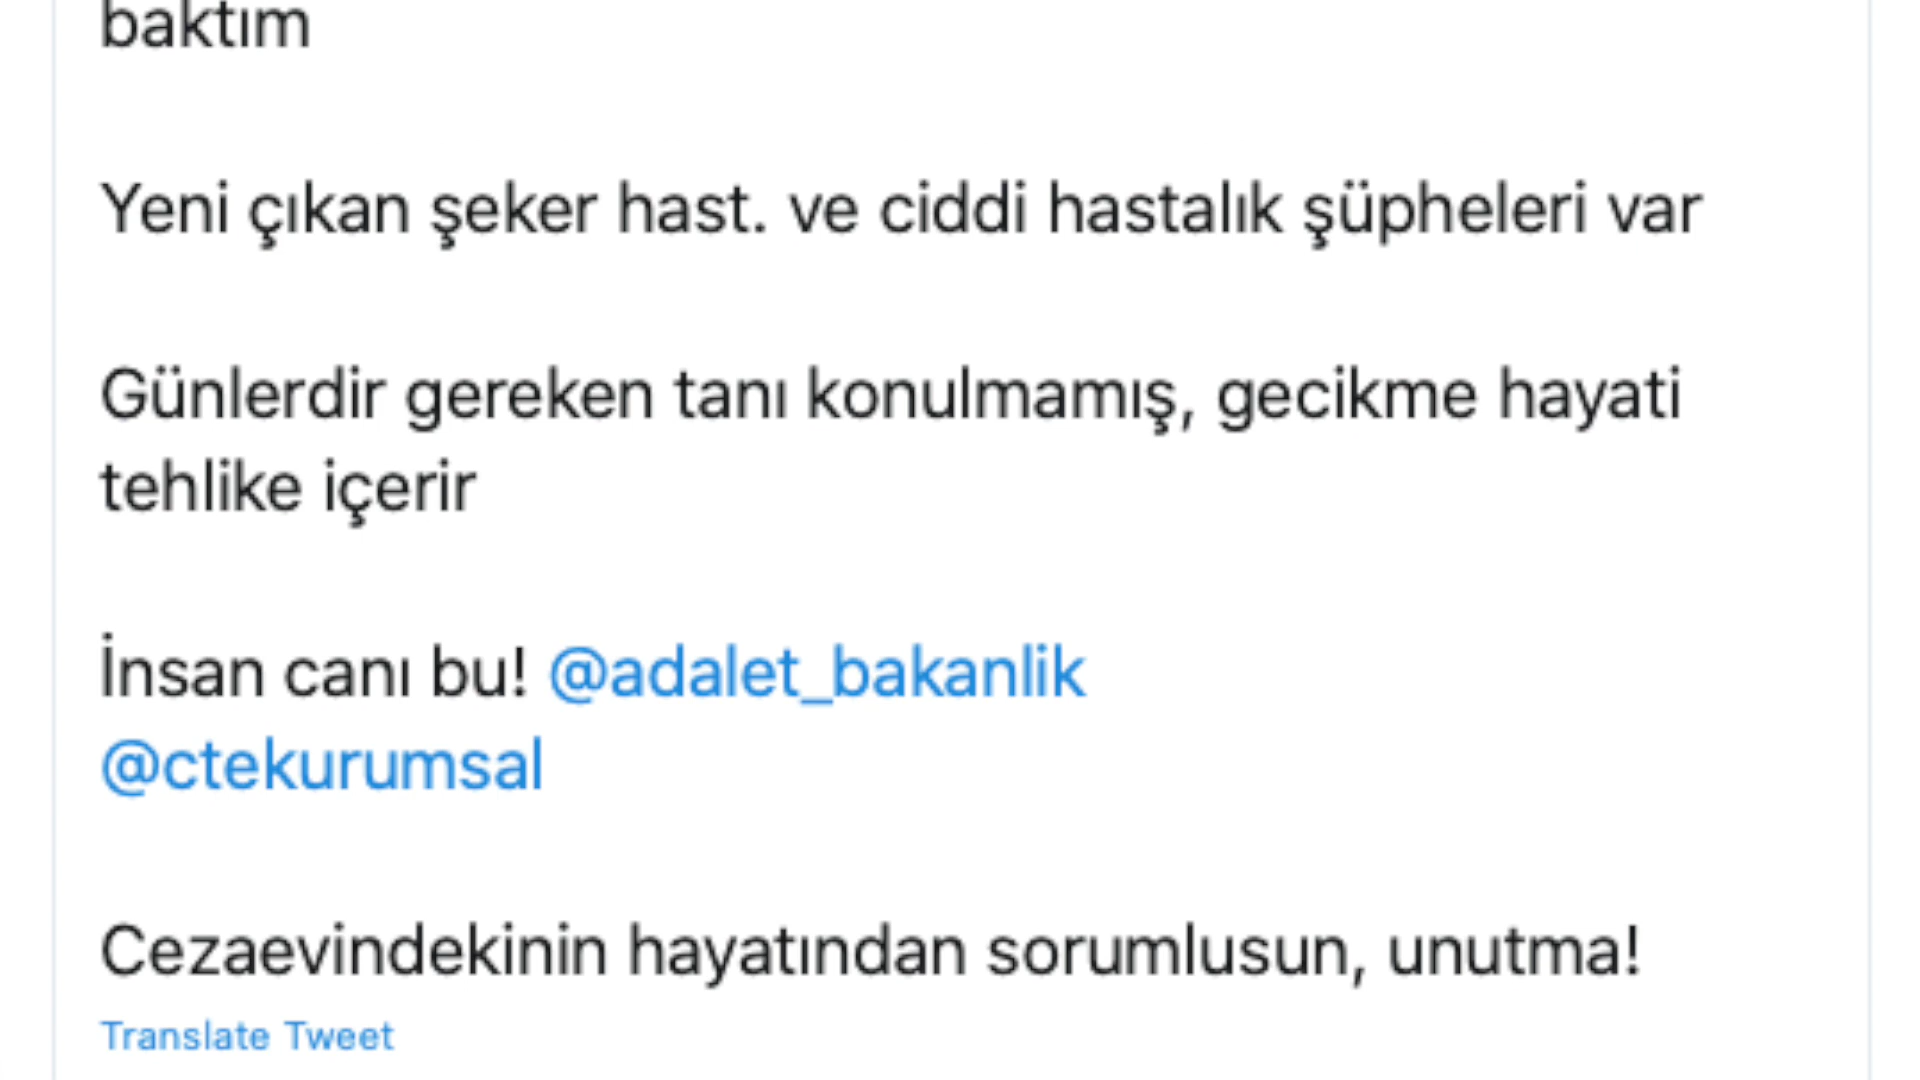 baktım
Yeni çıkan şeker hast. ve ciddi hastalık şüpheleri var
Günlerdir gereken tanı konulmamış, gecikme hayati
tehlike içerir
İnsan canı bu! @adalet_bakanlik
@ctekurumsal
Cezaevindekinin hayatından sorumlusun, unutma!
Translate Tweet